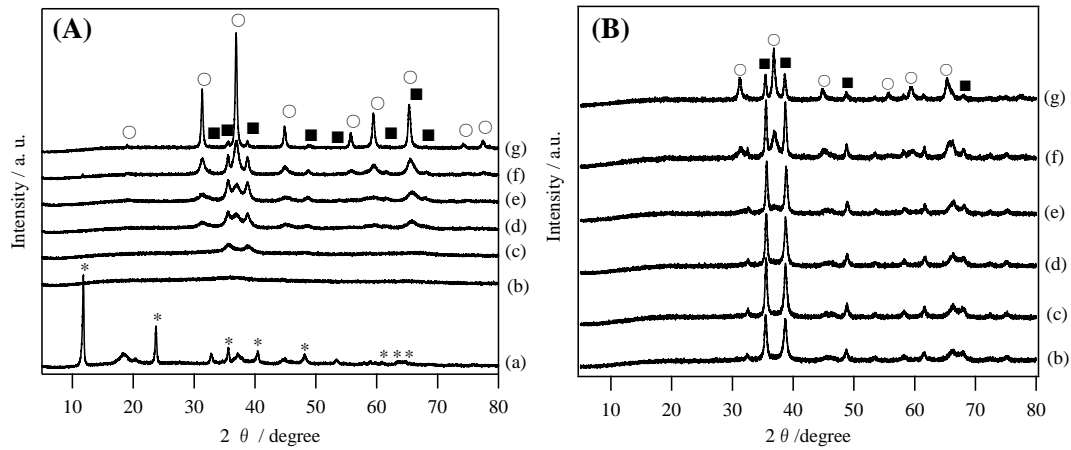 (A)
Intensity / a. u.
*
*
*
*
*
*
*
*
(g)
(f)
(e)
(d)
(c)
(b)
(a)
10 20 30 40 50 60 70 80
2 θ / degree
(B)
Intensity / a.u.
(g)
(f)
(e)
(d)
(c)
(b)
10 20 30 40 50 60 70 80
2 θ /degree